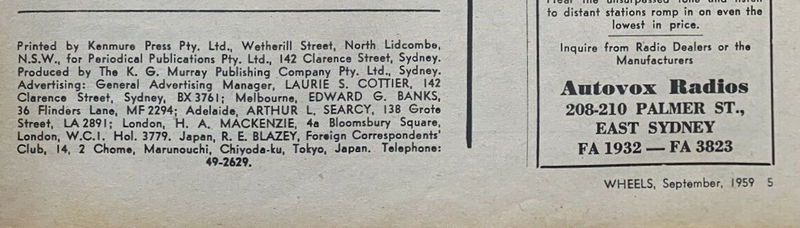 Printed by Kenmure Press Pty. Ltd., Wetherill Street, North Lidcombe,
N.S.W., for Periodical Publications Pty. Ltd., 142 Clarence Street, Sydney.
Produced by The K. G. Murray Publishing Company Pty. Ltd., Sydney.
Advertising: General Advertising Manager, LAURIE S. COTTIER, 142
Clarence Street, Sydney, BX 3761; Melbourne, EDWARD G. BANKS,
36 Flinders Lane, MF 2294; Adelaide, ARTHUR L. SEARCY, 138 Grote
Street, LA 2891; London, H. A. MACKENZIE, 4a Bloomsbury Square,
London, W.C.1. Hol. 3779. Japan, R. E. BLAZEY, Foreign Correspondents'
Club, 14, 2 Chome, Marunouchi, Chiyoda-ku, Tokyo, Japan. Telephone:
49-2629.
to distant stations romp in on even the
lowest in price.
Inquire from Radio Dealers or the
Manufacturers
Autovox Radios
208-210 PALMER ST.,
EAST SYDNEY
FA 1932 — FA 3823
WHEELS, September, 1959 5